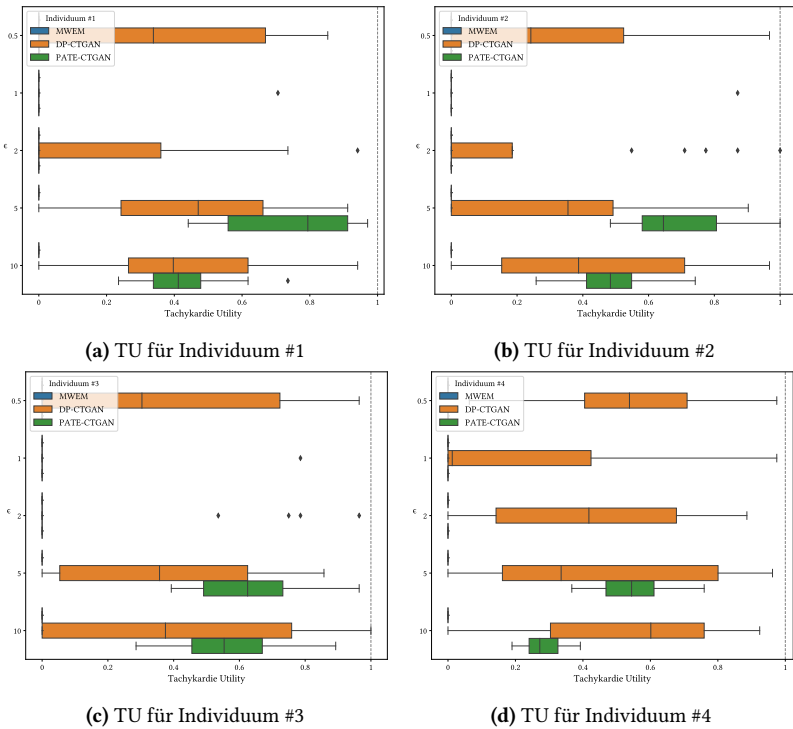 Individuum #1
MWEM
DP-CTGAN
PATE-CTGAN
0.5
1
ϵ
2
5
10
0
0.2
0.4
0.6
0.8
1
Tachykardie Utility
(a) TU für Individuum #1
Individuum #2
MWEM
DP-CTGAN
PATE-CTGAN
0.5
1
ϵ
2
5
10
0
0.2
0.4
0.6
0.8
1
Tachykardie Utility
(b) TU für Individuum #2
Individuum #3
MWEM
DP-CTGAN
PATE-CTGAN
0.5
1
ϵ
2
5
10
0
0.2
0.4
0.6
0.8
1
Tachykardie Utility
(c) TU für Individuum #3
Individuum #4
MWEM
DP-CTGAN
PATE-CTGAN
0.5
1
ϵ
2
5
10
0
0.2
0.4
0.6
0.8
1
Tachykardie Utility
(d) TU für Individuum #4